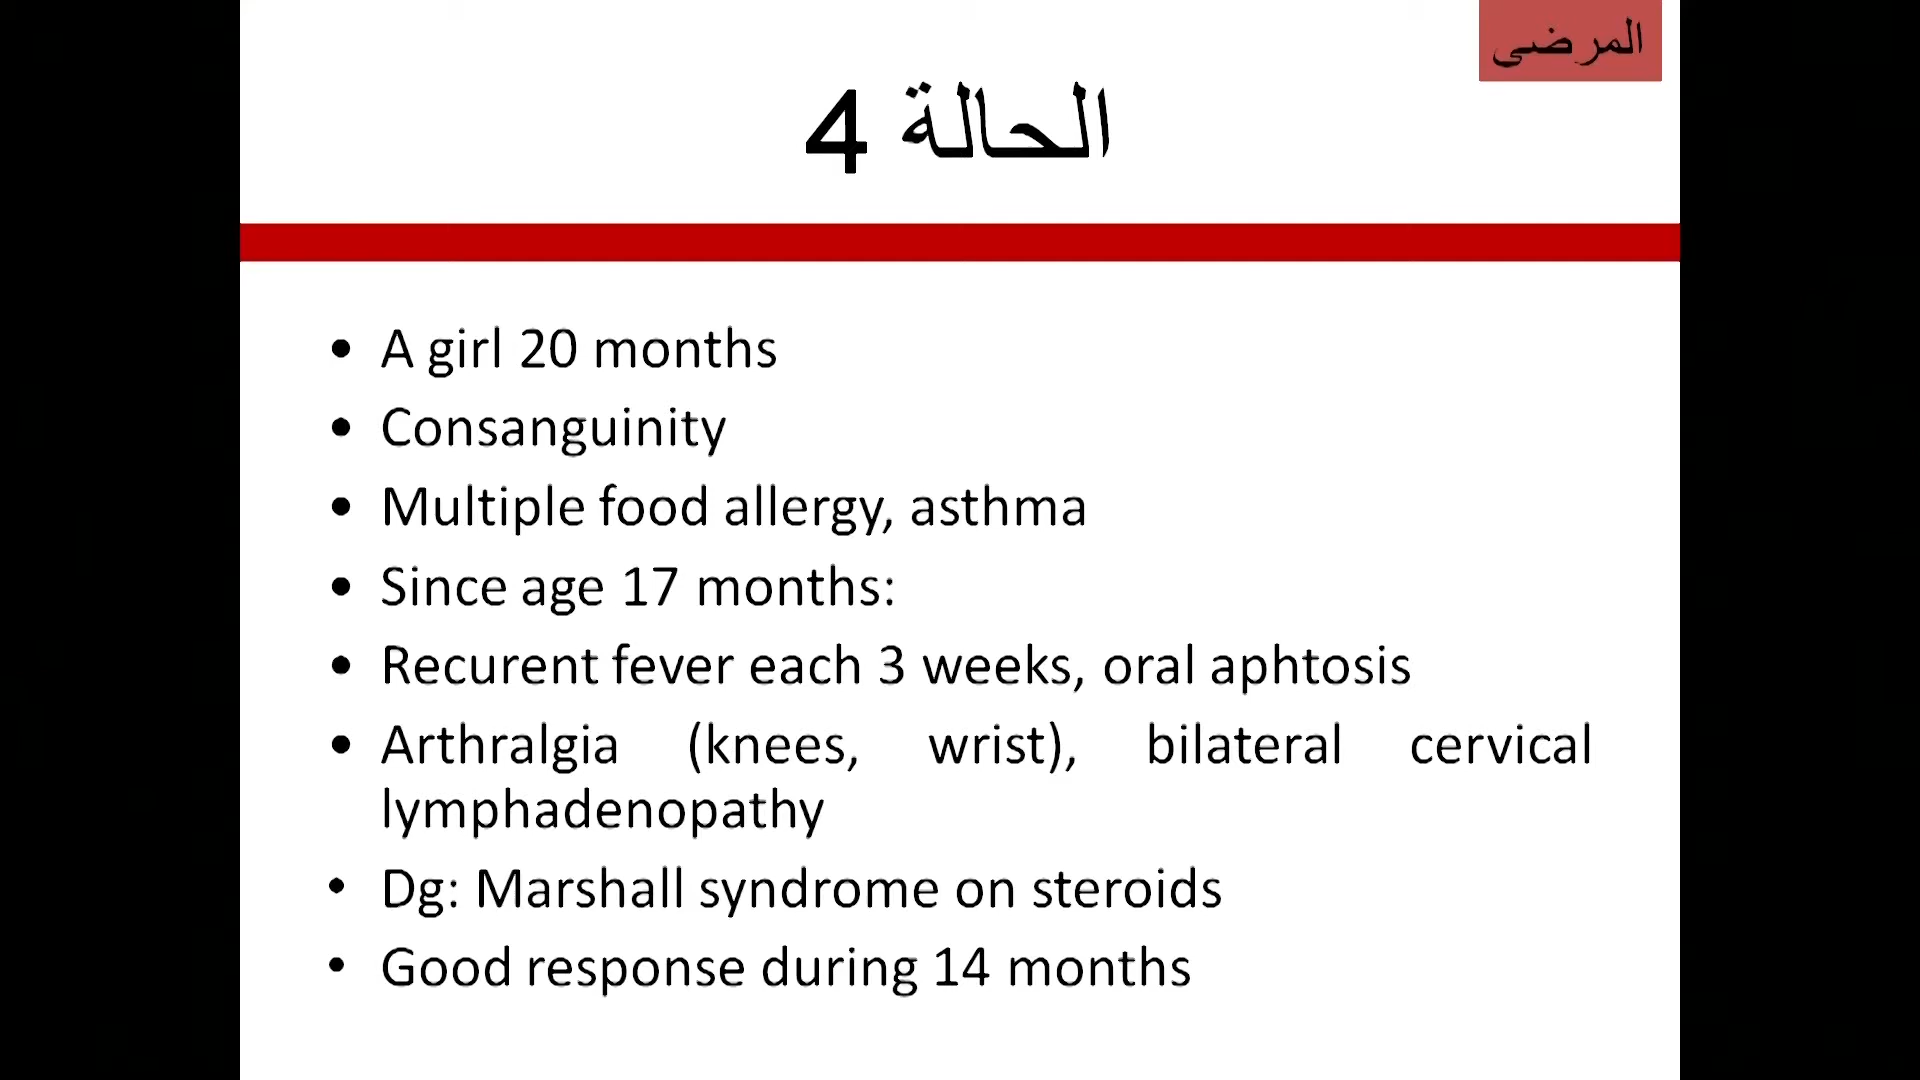 المرضى
الحالة 4
• A girl 20 months
• Consanguinity
• Multiple food allergy, asthma
• Since age 17 months:
• Recurent fever each 3 weeks, oral aphtosis
• Arthralgia (knees, wrist), bilateral cervical
lymphadenopathy
• Dg: Marshall syndrome on steroids
• Good response during 14 months